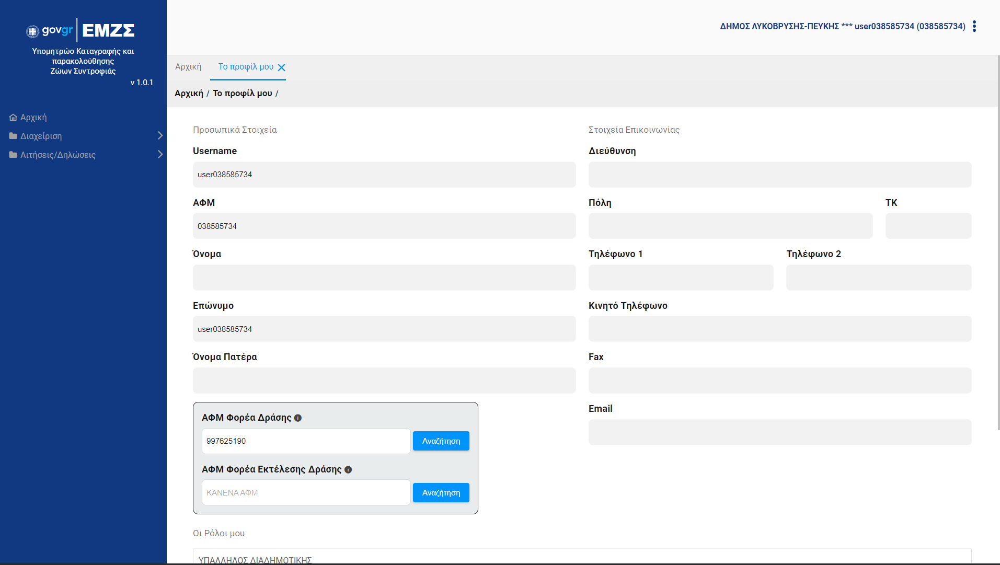 govgr ΕΜΖΣ
Υπομητρώο Καταγραφής και
παρακολούθησης
Ζώων Συντροφιάς
v 1.0.1
Αρχική
Διαχείριση
Αιτήσεις/Δηλώσεις
ΔΗΜΟΣ ΛΥΚΟΒΡΥΣΗΣ-ΠΕΥΚΗΣ *** user038585734 (038585734)
Αρχική Το προφίλ μου
Αρχική / Το προφίλ μου /
Προσωπικά Στοιχεία
Username
user038585734
ΑΦΜ
038585734
Όνομα
Επώνυμο
user038585734
Όνομα Πατέρα
ΑΦΜ Φορέα Δράσης
997625190 Αναζήτηση
ΑΦΜ Φορέα Εκτέλεσης Δράσης
ΚΑΝΕΝΑ ΑΦΜ Αναζήτηση
Στοιχεία Επικοινωνίας
Διεύθυνση
Πόλη ΤΚ
Τηλέφωνο 1 Τηλέφωνο 2
Κινητό Τηλέφωνο
Fax
Email
Οι Ρόλοι μου
ΥΠΑΛΛΗΛΟΣ ΔΙΑΔΗΜΟΤΙΚΗΣ